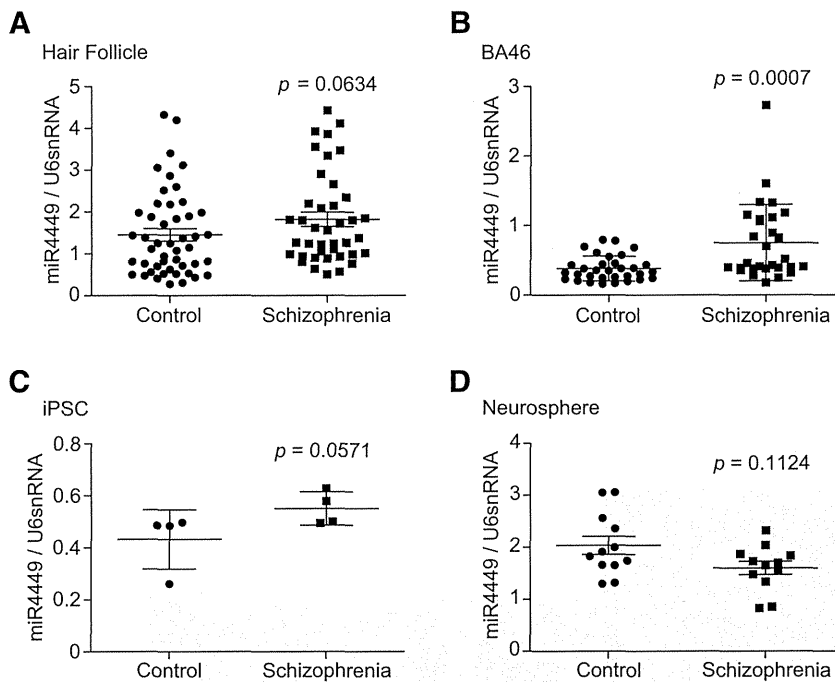 A
Hair Follicle
p = 0.0634
miR4449 / U6snRNA
5
4
3
2
1
0
Control
Schizophrenia
B
BA46
p = 0.0007
miR4449 / U6snRNA
3
2
1
0
Control
Schizophrenia
C
iPSC
p = 0.0571
miR4449 / U6snRNA
0.8
0.6
0.4
0.2
0
Control
Schizophrenia
D
Neurosphere
p = 0.1124
miR4449 / U6snRNA
4
3
2
1
0
Control
Schizophrenia